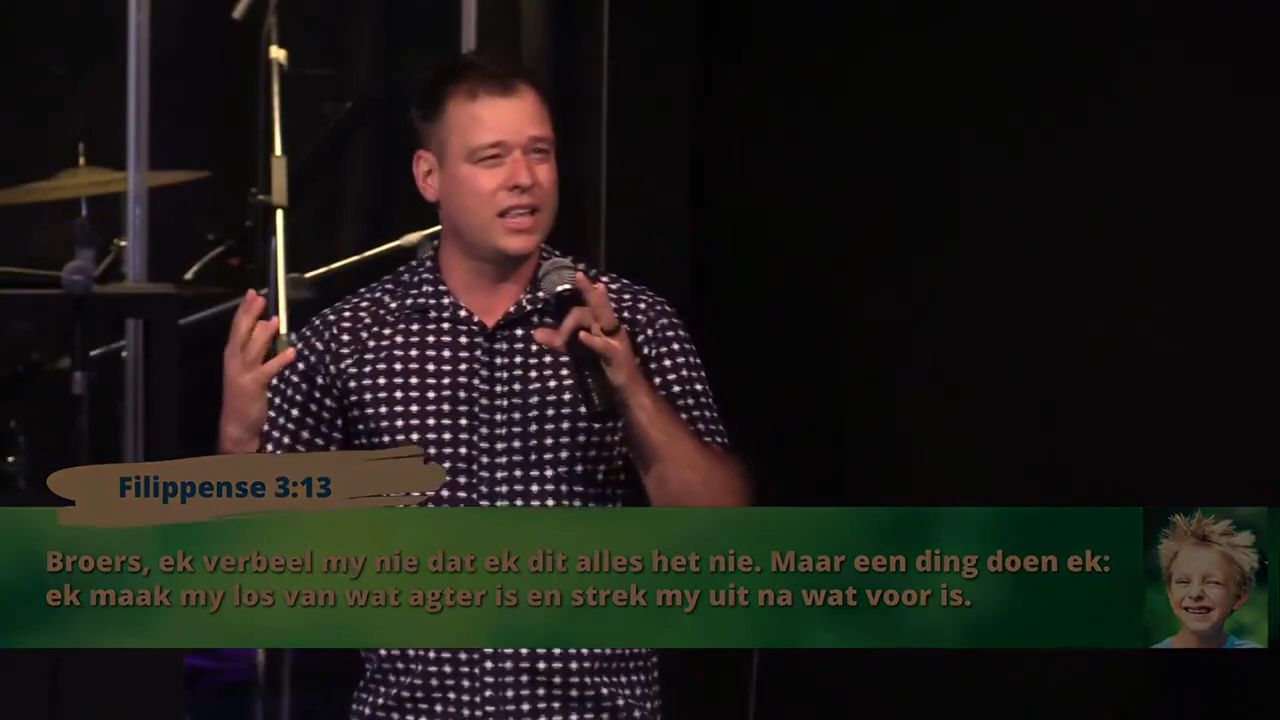 Filippense 3:13
Broers, ek verbeel my nie dat ek dit alles het nie. Maar een ding doen ek:
ek maak my los van wat agter is en strek my uit na wat voor is.